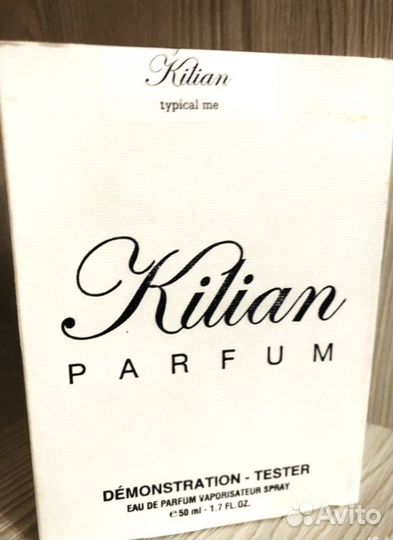 Kilian
typical me
Kilian
PARFUM
DÉMONSTRATION - TESTER
EAU DE PARFUM VAPORISATEUR SPRAY
℮ 50 ml - 1.7 FL.OZ.
Avito